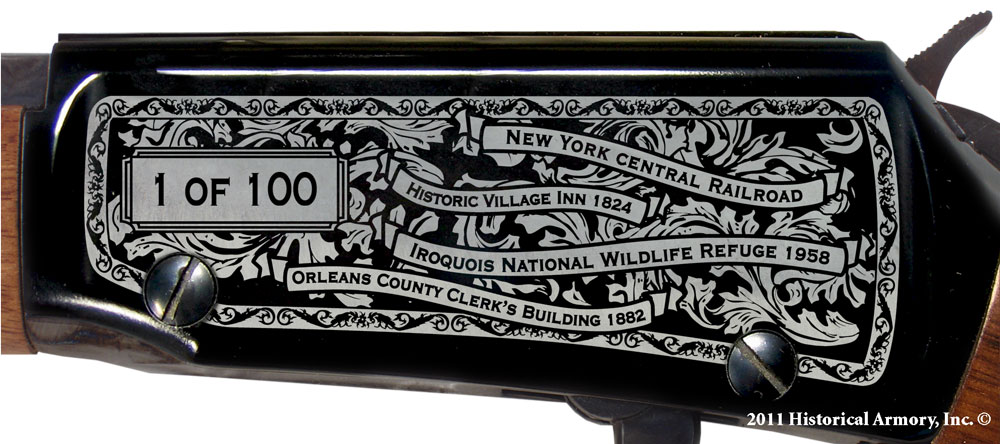 1 OF 100
NEW YORK CENTRAL RAILROAD
HISTORIC VILLAGE INN 1824
IROQUOIS NATIONAL WILDLIFE REFUGE 1958
ORLEANS COUNTY CLERK'S BUILDING 1882
2011 Historical Armory, Inc. ©